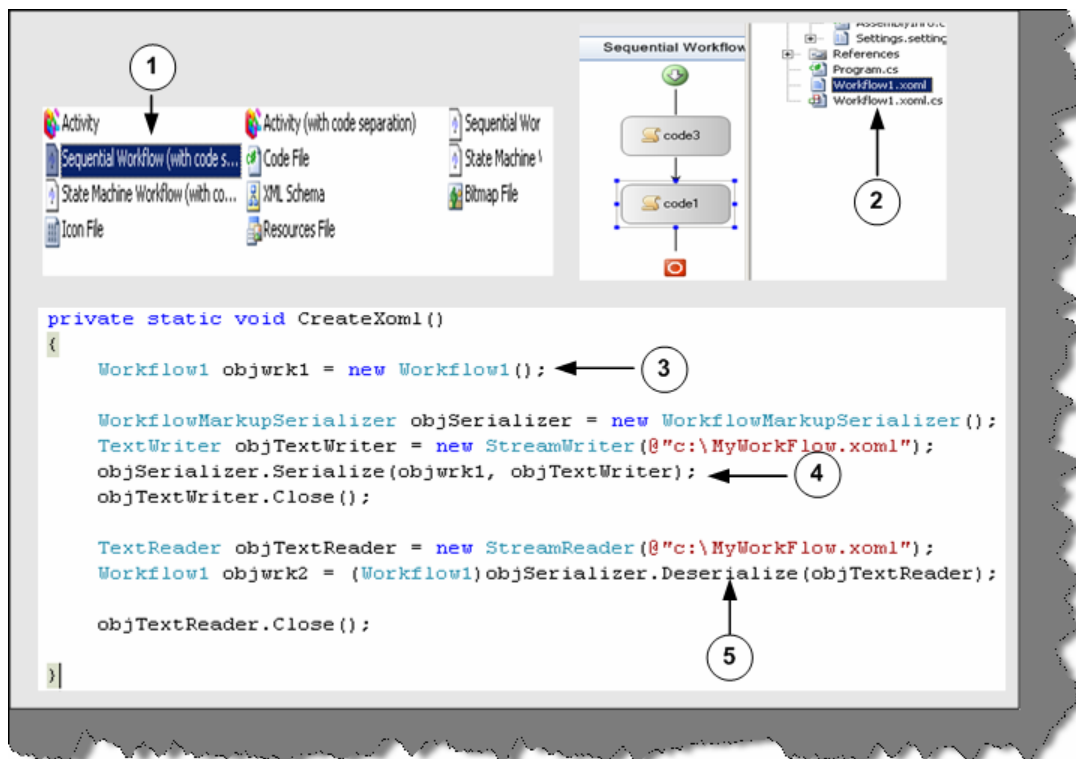 1
Activity
Activity (with code separation)
Sequential Wor
Sequential Workflow (with code s...
Code File
State Machine
State Machine Workflow (with co...
XML Schema
Bitmap File
Icon File
Resources File
Sequential Workflow
code3
code1
AssemblyInfo.c
Settings.setting
References
Program.cs
Workflow1.xoml
Workflow1.xoml.cs
2
private static void CreateXoml()
{
Workflow1 objwrk1 = new Workflow1();
3
WorkflowMarkupSerializer objSerializer = new WorkflowMarkupSerializer();
TextWriter objTextWriter = new StreamWriter(@"c:\MyWorkFlow.xoml");
objSerializer.Serialize(objwrk1, objTextWriter);
4
objTextWriter.Close();
TextReader objTextReader = new StreamReader(@"c:\MyWorkFlow.xoml");
Workflow1 objwrk2 = (Workflow1)objSerializer.Deserialize(objTextReader);
objTextReader.Close();
5
}